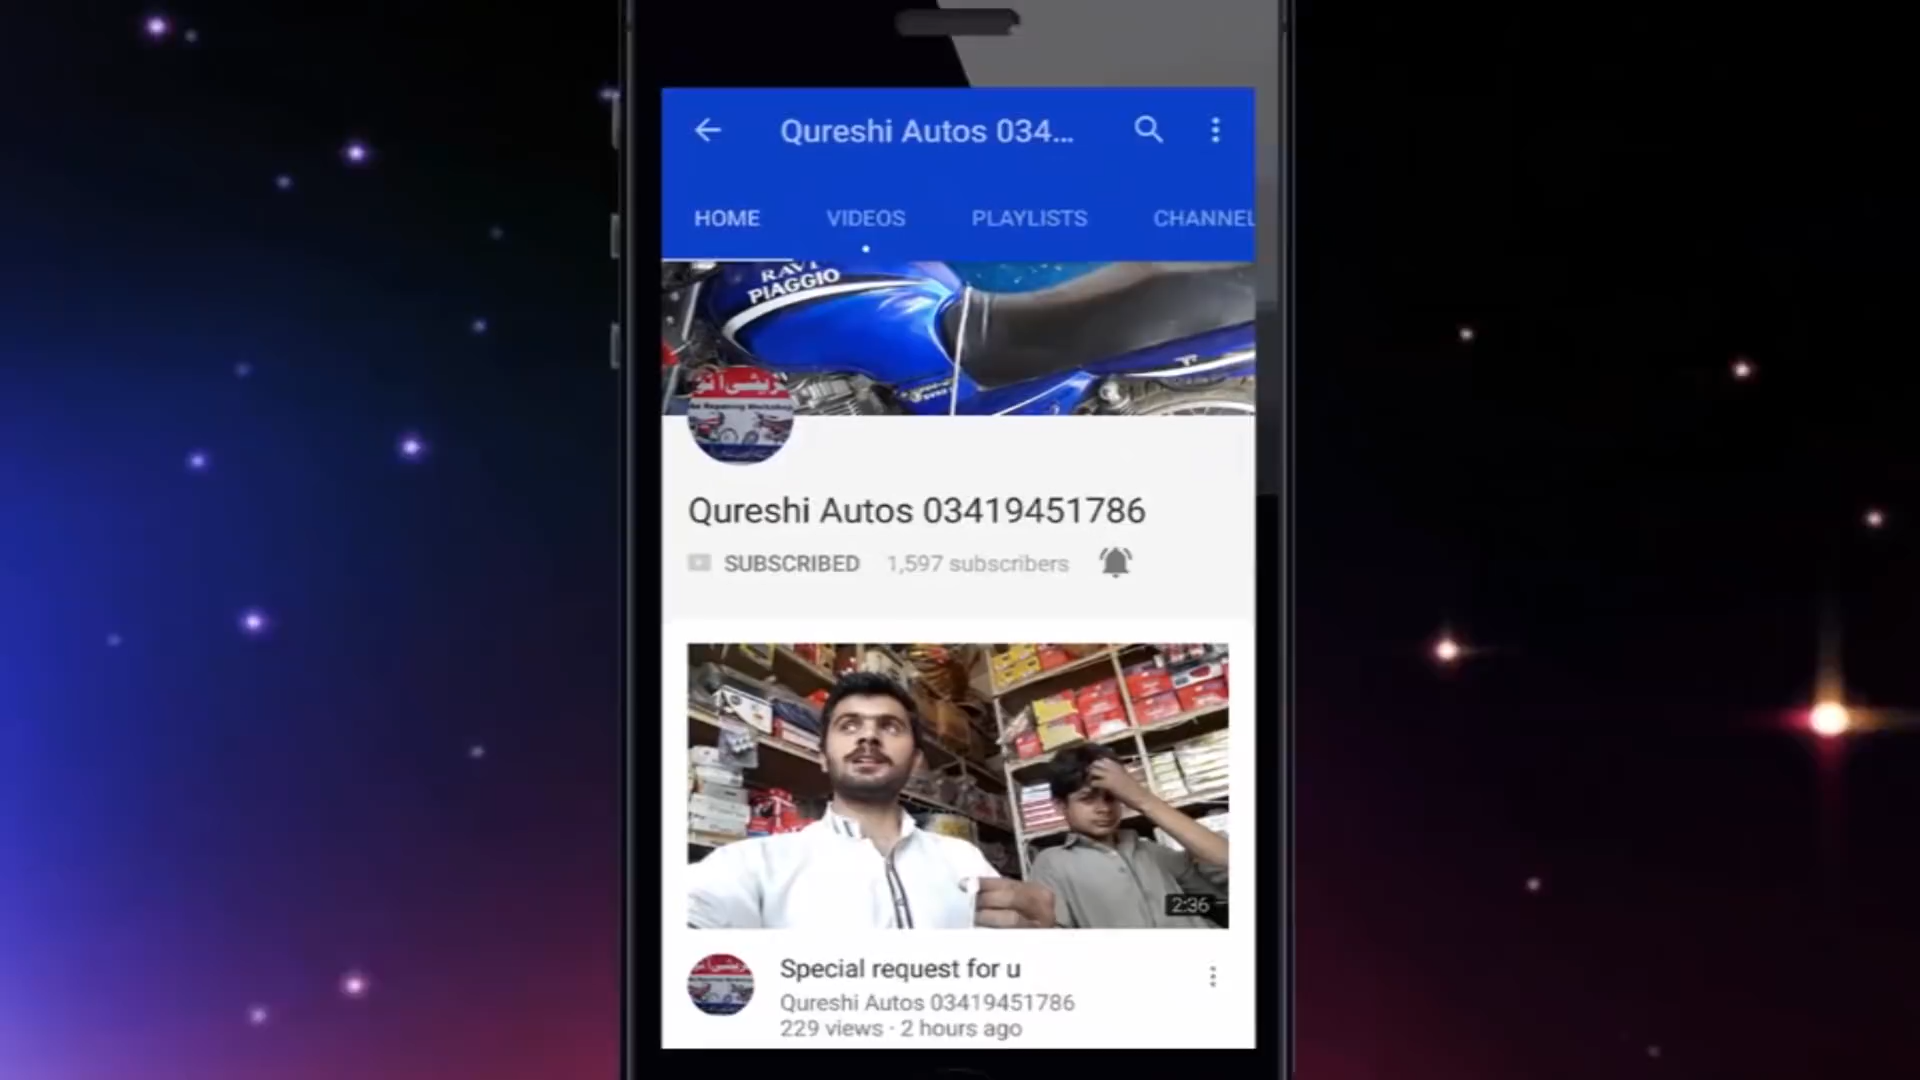 Qureshi Autos 034...
HOME VIDEOS PLAYLISTS CHANNEL
RAVI
PIAGGIO
Qureshi Autos 03419451786
SUBSCRIBED 1,597 subscribers
2:36
Special request for u
Qureshi Autos 03419451786
229 views · 2 hours ago